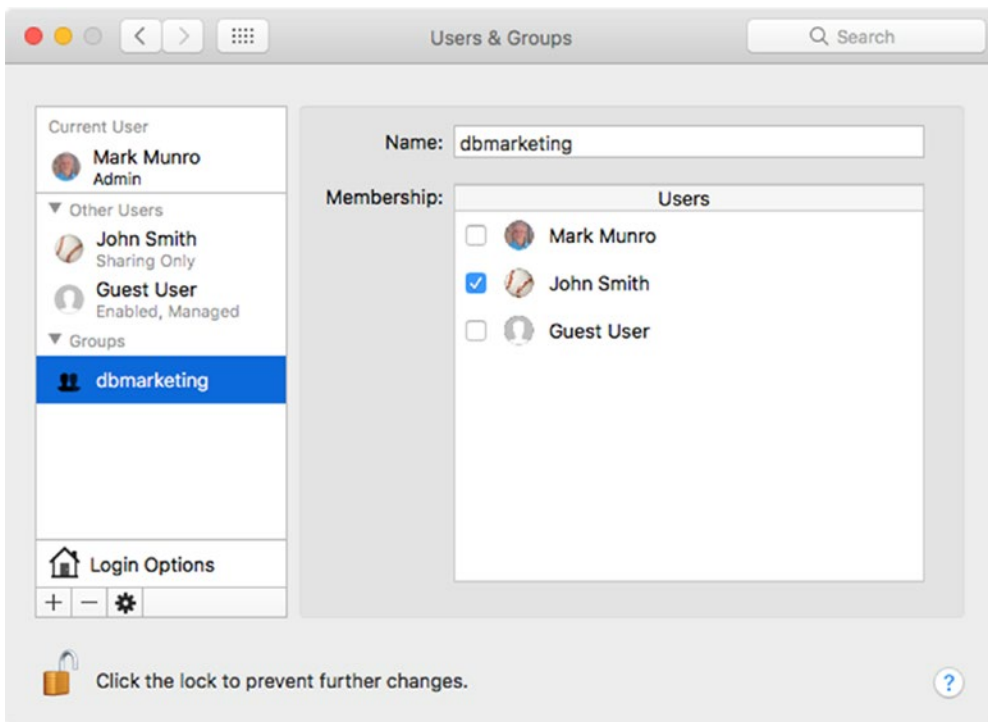 Users & Groups
Search
Current User
Mark Munro
Admin
Other Users
John Smith
Sharing Only
Guest User
Enabled, Managed
Groups
dbmarketing
Login Options
Name: dbmarketing
Membership:
Users
Mark Munro
John Smith
Guest User
Click the lock to prevent further changes.
?